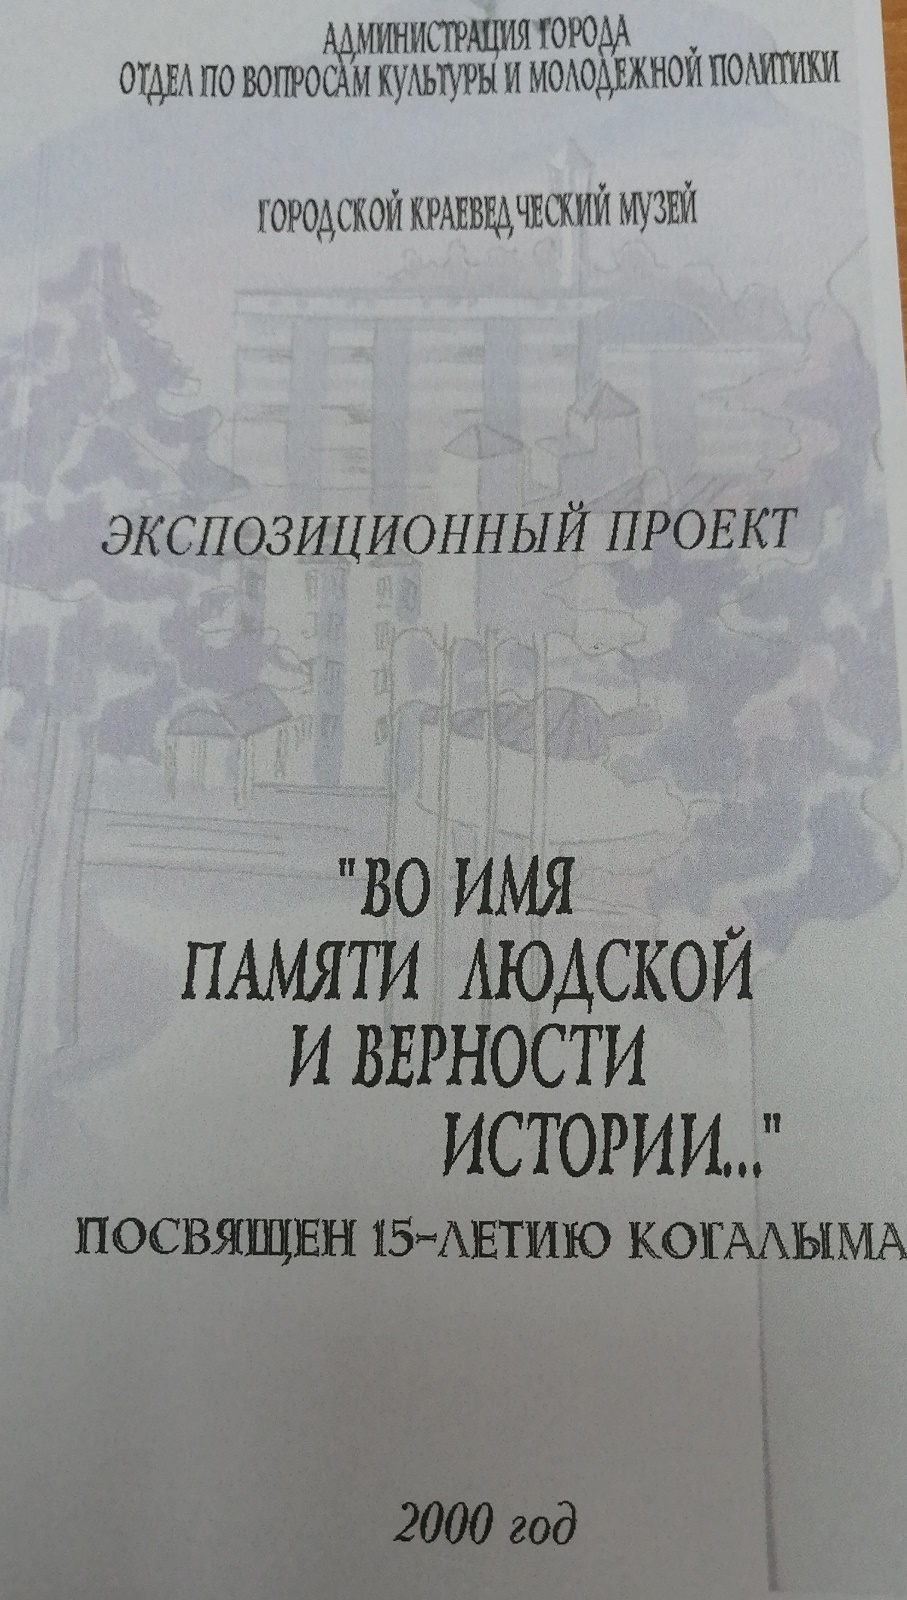 АДМИНИСТРАЦИЯ ГОРОДА
ОТДЕЛ ПО ВОПРОСАМ КУЛЬТУРЫ И МОЛОДЕЖНОЙ ПОЛИТИКИ
ГОРОДСКОЙ КРАЕВЕДЧЕСКИЙ МУЗЕЙ
ЭКСПОЗИЦИОННЫЙ ПРОЕКТ
"ВО ИМЯ
ПАМЯТИ ЛЮДСКОЙ
И ВЕРНОСТИ
ИСТОРИИ..."
ПОСВЯЩЕН 15-ЛЕТИЮ КОГАЛЫМА
2000 год